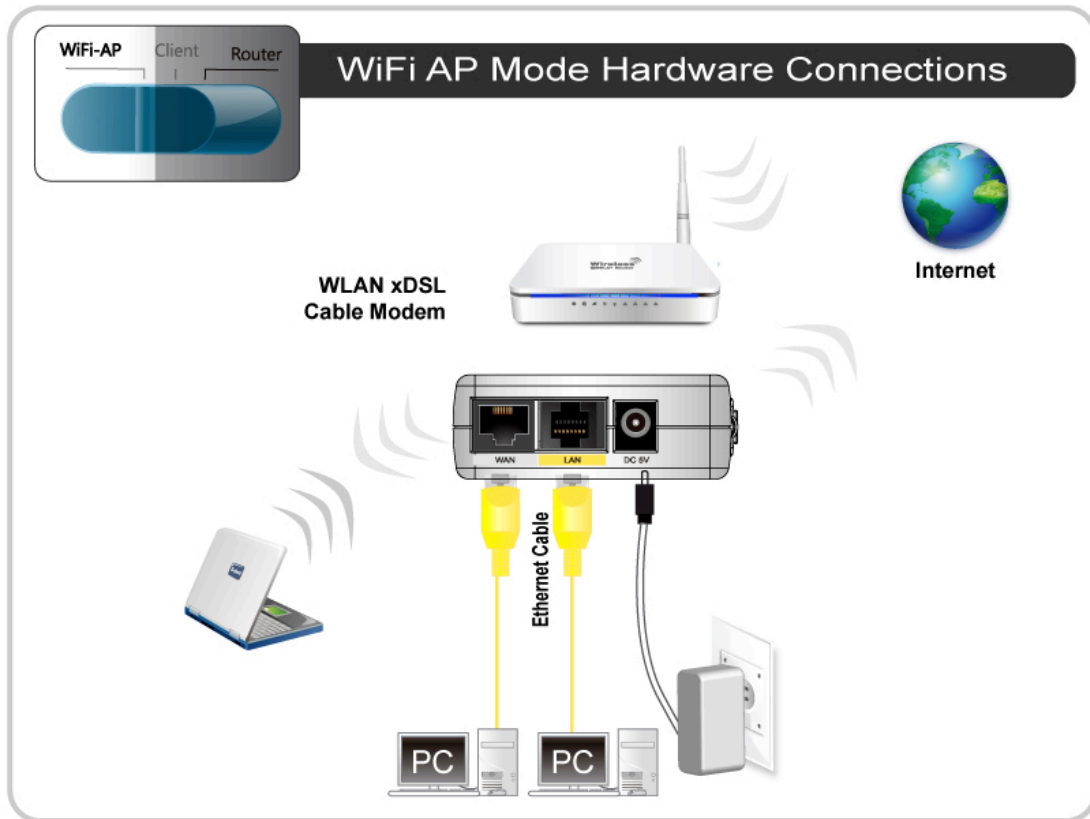 WiFi-AP Client Router
WiFi AP Mode Hardware Connections
Internet
WLAN xDSL
Cable Modem
Wireless
WAN LAN DC 5V
Ethernet Cable
PC PC